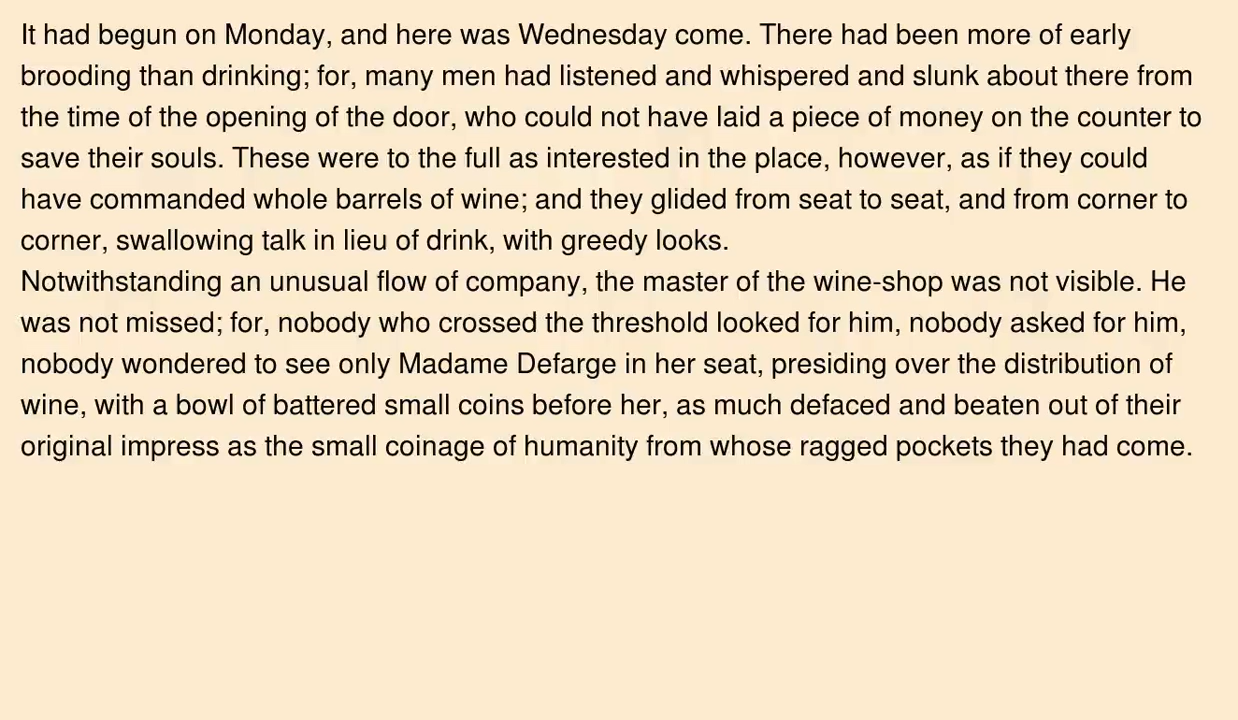 It had begun on Monday, and here was Wednesday come. There had been more of early
brooding than drinking; for, many men had listened and whispered and slunk about there from
the time of the opening of the door, who could not have laid a piece of money on the counter to
save their souls. These were to the full as interested in the place, however, as if they could
have commanded whole barrels of wine; and they glided from seat to seat, and from corner to
corner, swallowing talk in lieu of drink, with greedy looks.
Notwithstanding an unusual flow of company, the master of the wine-shop was not visible. He
was not missed; for, nobody who crossed the threshold looked for him, nobody asked for him,
nobody wondered to see only Madame Defarge in her seat, presiding over the distribution of
wine, with a bowl of battered small coins before her, as much defaced and beaten out of their
original impress as the small coinage of humanity from whose ragged pockets they had come.